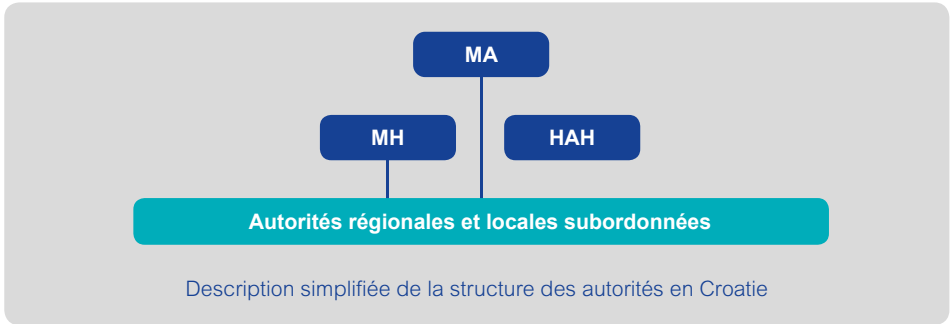 MA
MH
HAH
Autorités régionales et locales subordonnées
Description simplifiée de la structure des autorités en Croatie